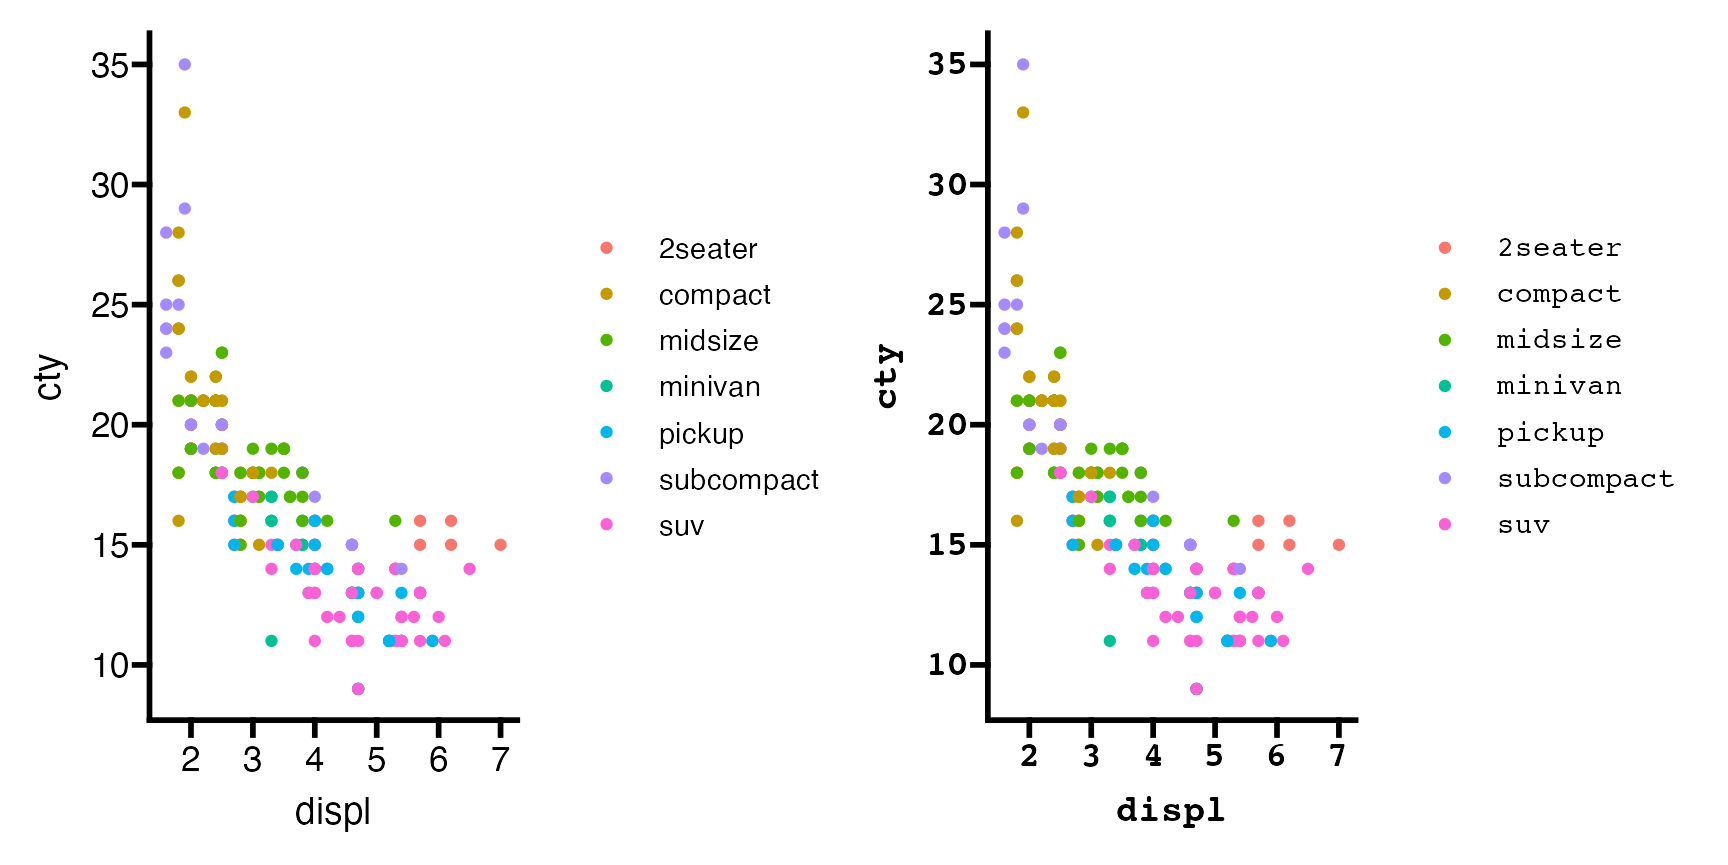 35
30
25
20
15
10
cty
2 3 4 5 6 7
displ
2seater
compact
midsize
minivan
pickup
subcompact
suv
35
30
25
20
15
10
cty
2 3 4 5 6 7
displ
2seater
compact
midsize
minivan
pickup
subcompact
suv